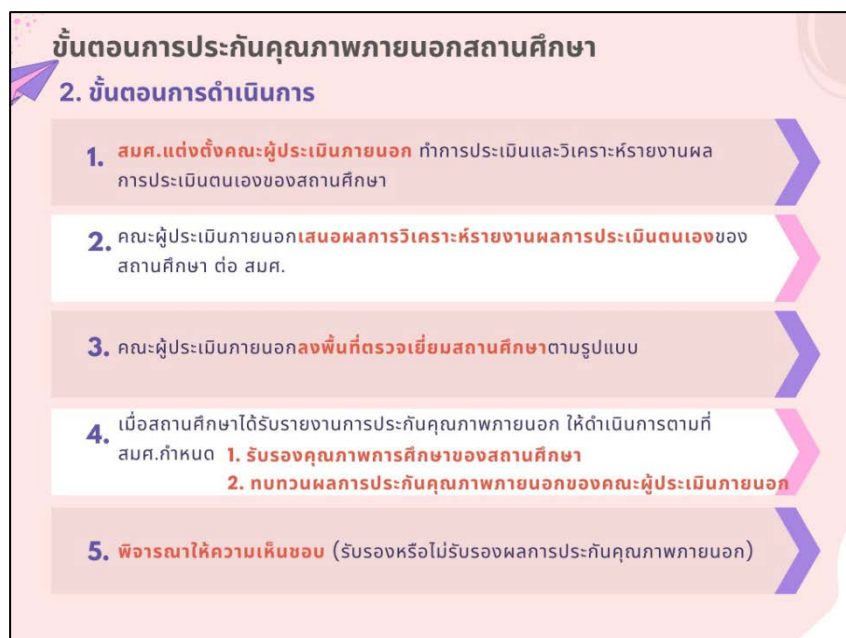 ขั้นตอนการประกันคุณภาพภายนอกสถานศึกษา
2. ขั้นตอนการดำเนินการ
1. สมศ.แต่งตั้งคณะผู้ประเมินภายนอก ทำการประเมินและวิเคราะห์รายงานผล
การประเมินตนเองของสถานศึกษา
2. คณะผู้ประเมินภายนอกเสนอผลการวิเคราะห์รายงานผลการประเมินตนเองของ
สถานศึกษา ต่อ สมศ.
3. คณะผู้ประเมินภายนอกลงพื้นที่ตรวจเยี่ยมสถานศึกษาตามรูปแบบ
4. เมื่อสถานศึกษาได้รับรายงานการประกันคุณภาพภายนอก ให้ดำเนินการตามที่
สมศ.กำหนด 1. รับรองคุณภาพการศึกษาของสถานศึกษา
2. ทบทวนผลการประกันคุณภาพภายนอกของคณะผู้ประเมินภายนอก
5. พิจารณาให้ความเห็นชอบ (รับรองหรือไม่รับรองผลการประกันคุณภาพภายนอก)